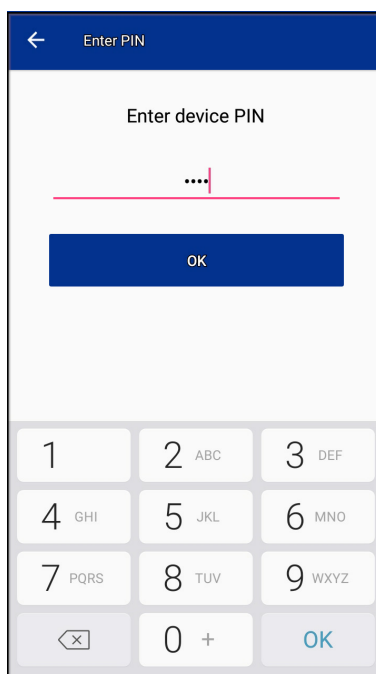 Enter PIN
Enter device PIN
••••
OK
1
2 ABC
3 DEF
4 GHI
5 JKL
6 MNO
7 PQRS
8 TUV
9 WXYZ
0 +
OK